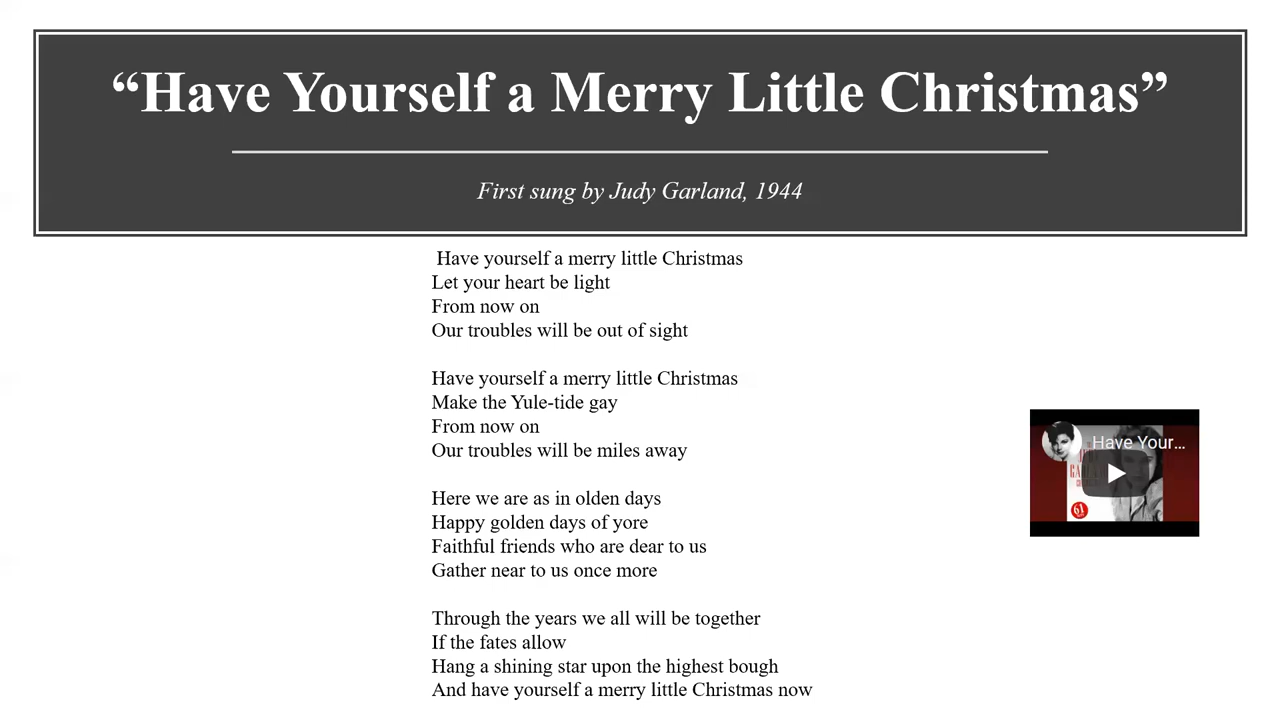 “Have Yourself a Merry Little Christmas”
First sung by Judy Garland, 1944
Have yourself a merry little Christmas
Let your heart be light
From now on
Our troubles will be out of sight
Have yourself a merry little Christmas
Make the Yule-tide gay
From now on
Our troubles will be miles away
Here we are as in olden days
Happy golden days of yore
Faithful friends who are dear to us
Gather near to us once more
Through the years we all will be together
If the fates allow
Hang a shining star upon the highest bough
And have yourself a merry little Christmas now
Have Your...
61